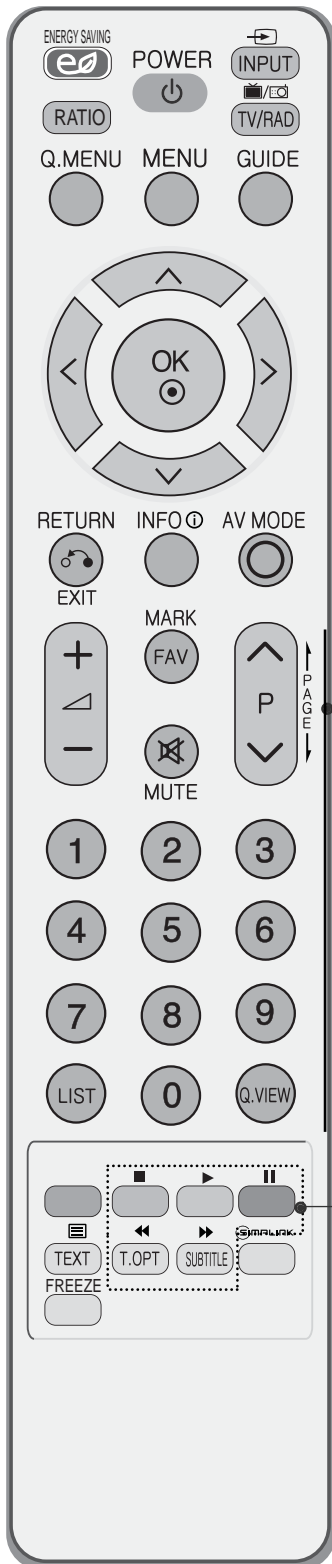 ENERGY SAVING
POWER
INPUT
RATIO
TV/RAD
Q.MENU MENU GUIDE
OK
RETURN INFO i AV MODE
EXIT
MARK
FAV
P
PAGE
MUTE
1 2 3
4 5 6
7 8 9
LIST 0 Q.VIEW
SIMPLINK
TEXT T.OPT SUBTITLE
FREEZE